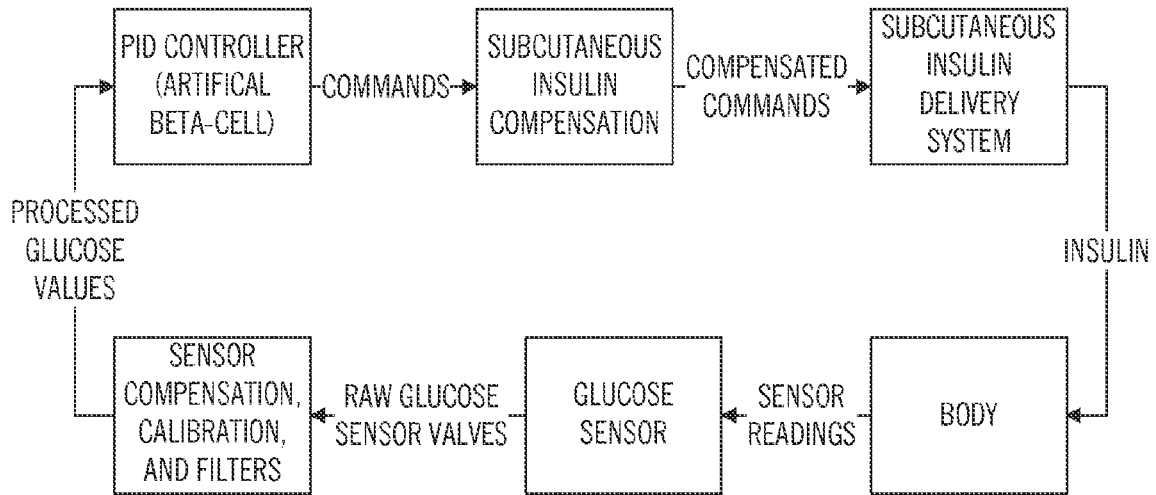 PID CONTROLLER
(ARTIFICAL
BETA-CELL)
COMMANDS
SUBCUTANEOUS
INSULIN
COMPENSATION
COMPENSATED
COMMANDS
SUBCUTANEOUS
INSULIN
DELIVERY
SYSTEM
INSULIN
BODY
SENSOR
READINGS
GLUCOSE
SENSOR
RAW GLUCOSE
SENSOR VALVES
SENSOR
COMPENSATION,
CALIBRATION,
AND FILTERS
PROCESSED
GLUCOSE
VALUES